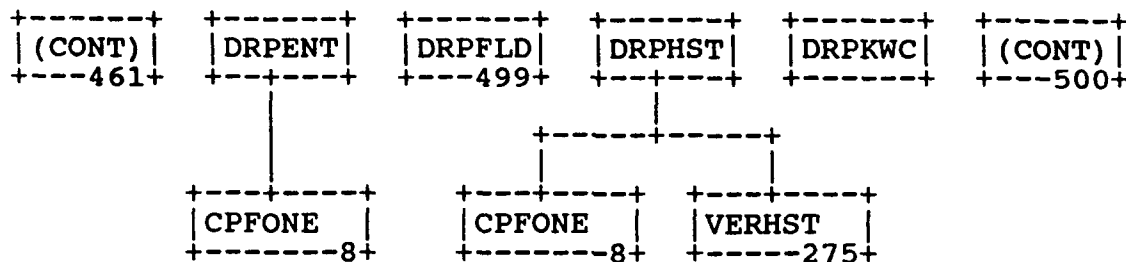 (CONT) DRPENT DRPFLD DRPHST DRPKWC (CONT)
461 499 500
CPFONE CPFONE VERHST
8 8 275